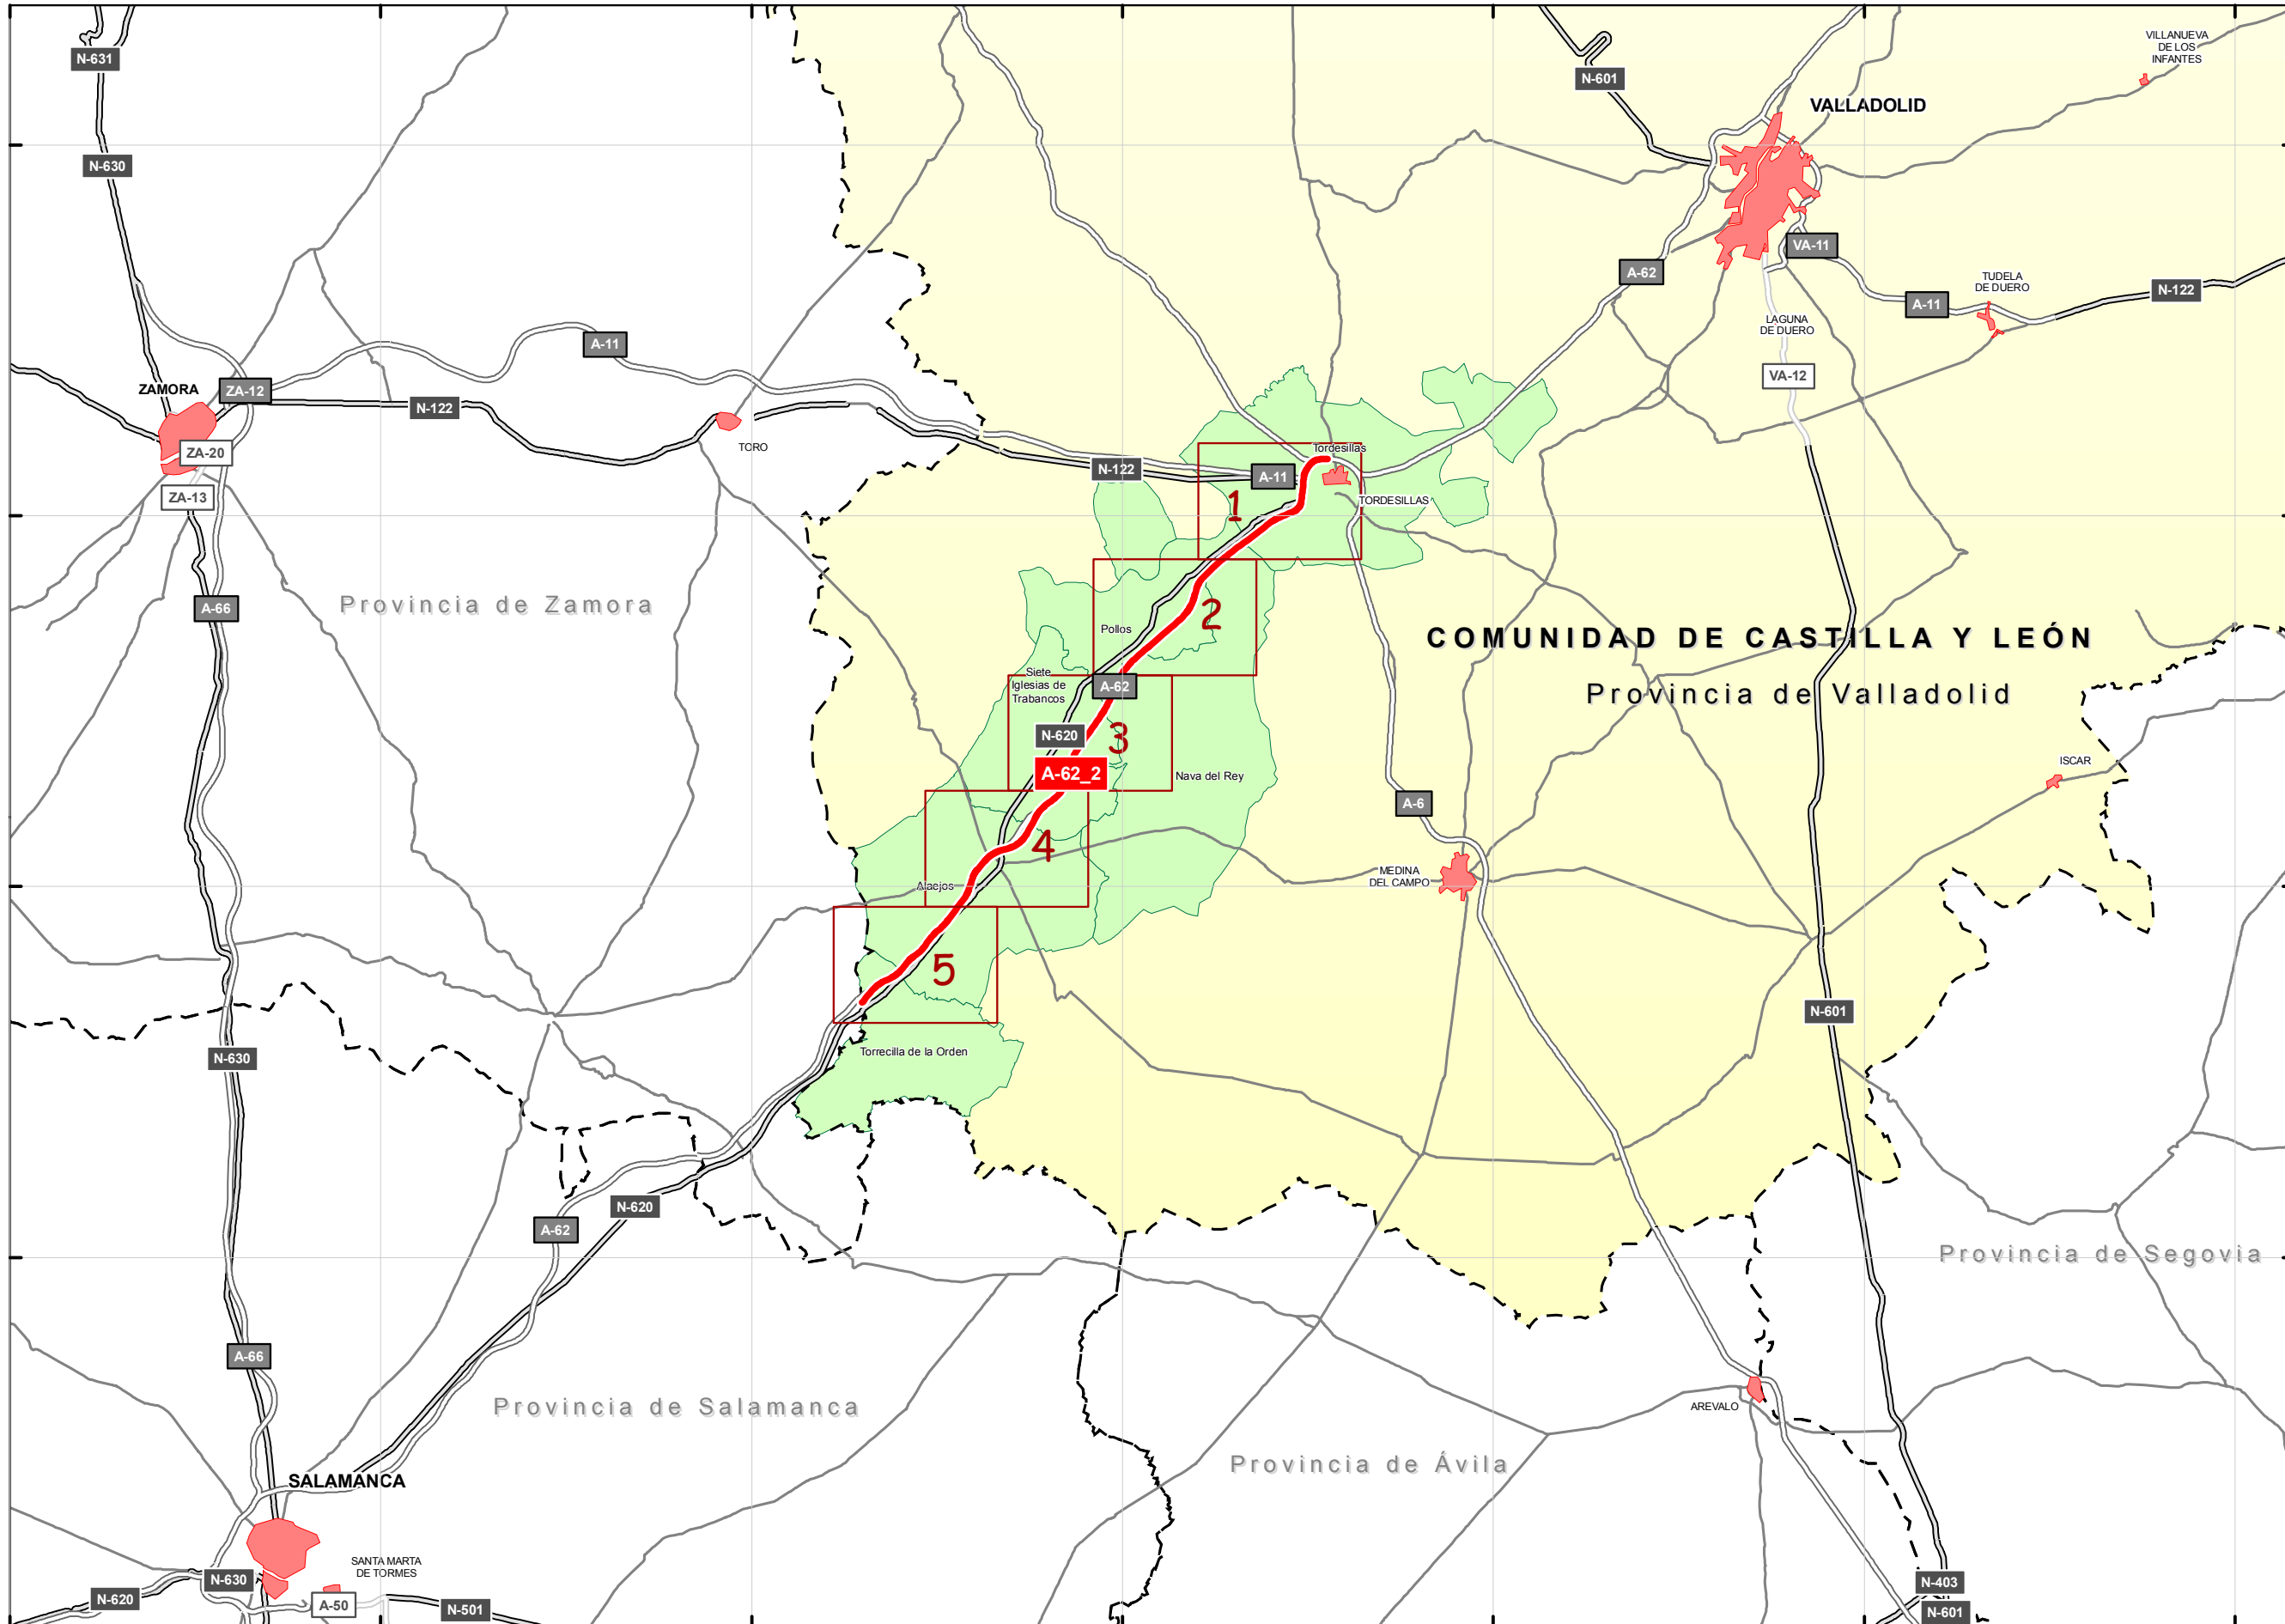 N-631
N-601
VILLANUEVA
DE LOS
INFANTES
VALLADOLID
N-630
VA-11
A-62
TUDELA
DE DUERO
N-122
A-11
LAGUNA
DE DUERO
A-11
VA-12
ZAMORA
ZA-12
N-122
TORO
ZA-20
Tordesillas
N-122
A-11
ZA-13
TORDESILLAS
1
Provincia de Zamora
A-66
2
Pollos
COMUNIDAD DE CASTILLA Y LEÓN
Provincia de Valladolid
Siete
Iglesias de
Trabancos
A-62
N-620
3
A-62_2
Nava del Rey
ISCAR
A-6
4
MEDINA
DEL CAMPO
Alaejos
5
N-601
Torrecilla de la Orden
N-630
N-620
A-62
Provincia de Segovia
A-66
Provincia de Salamanca
AREVALO
Provincia de Ávila
SALAMANCA
SANTA MARTA
DE TORMES
N-630
N-620
A-50
N-501
N-403
N-601